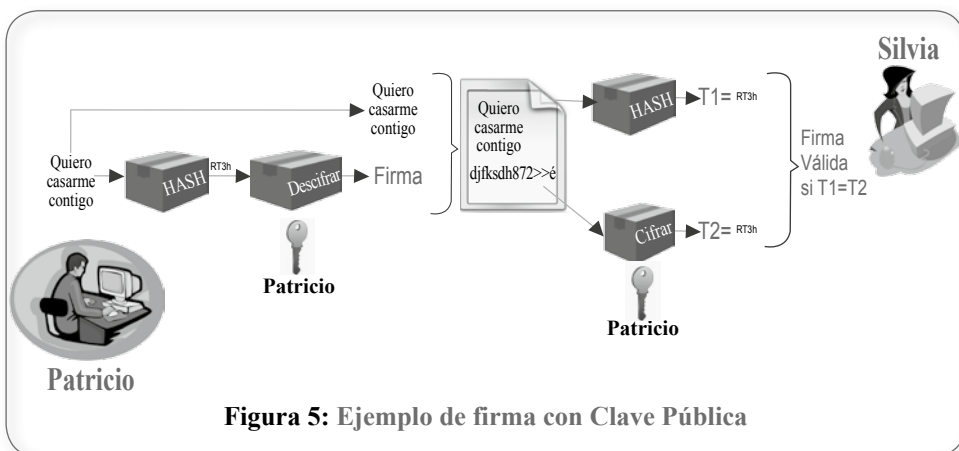 Silvia
Quiero
casarme
contigo
Quiero
casarme
contigo
HASH
RT3h
Descifrar
Firma
Patricio
Quiero
casarme
contigo
djfksdh872>>é
HASH
T1= RT3h
Cifrar
T2= RT3h
Patricio
Firma
Válida
si T1=T2
Patricio
Figura 5: Ejemplo de firma con Clave Pública